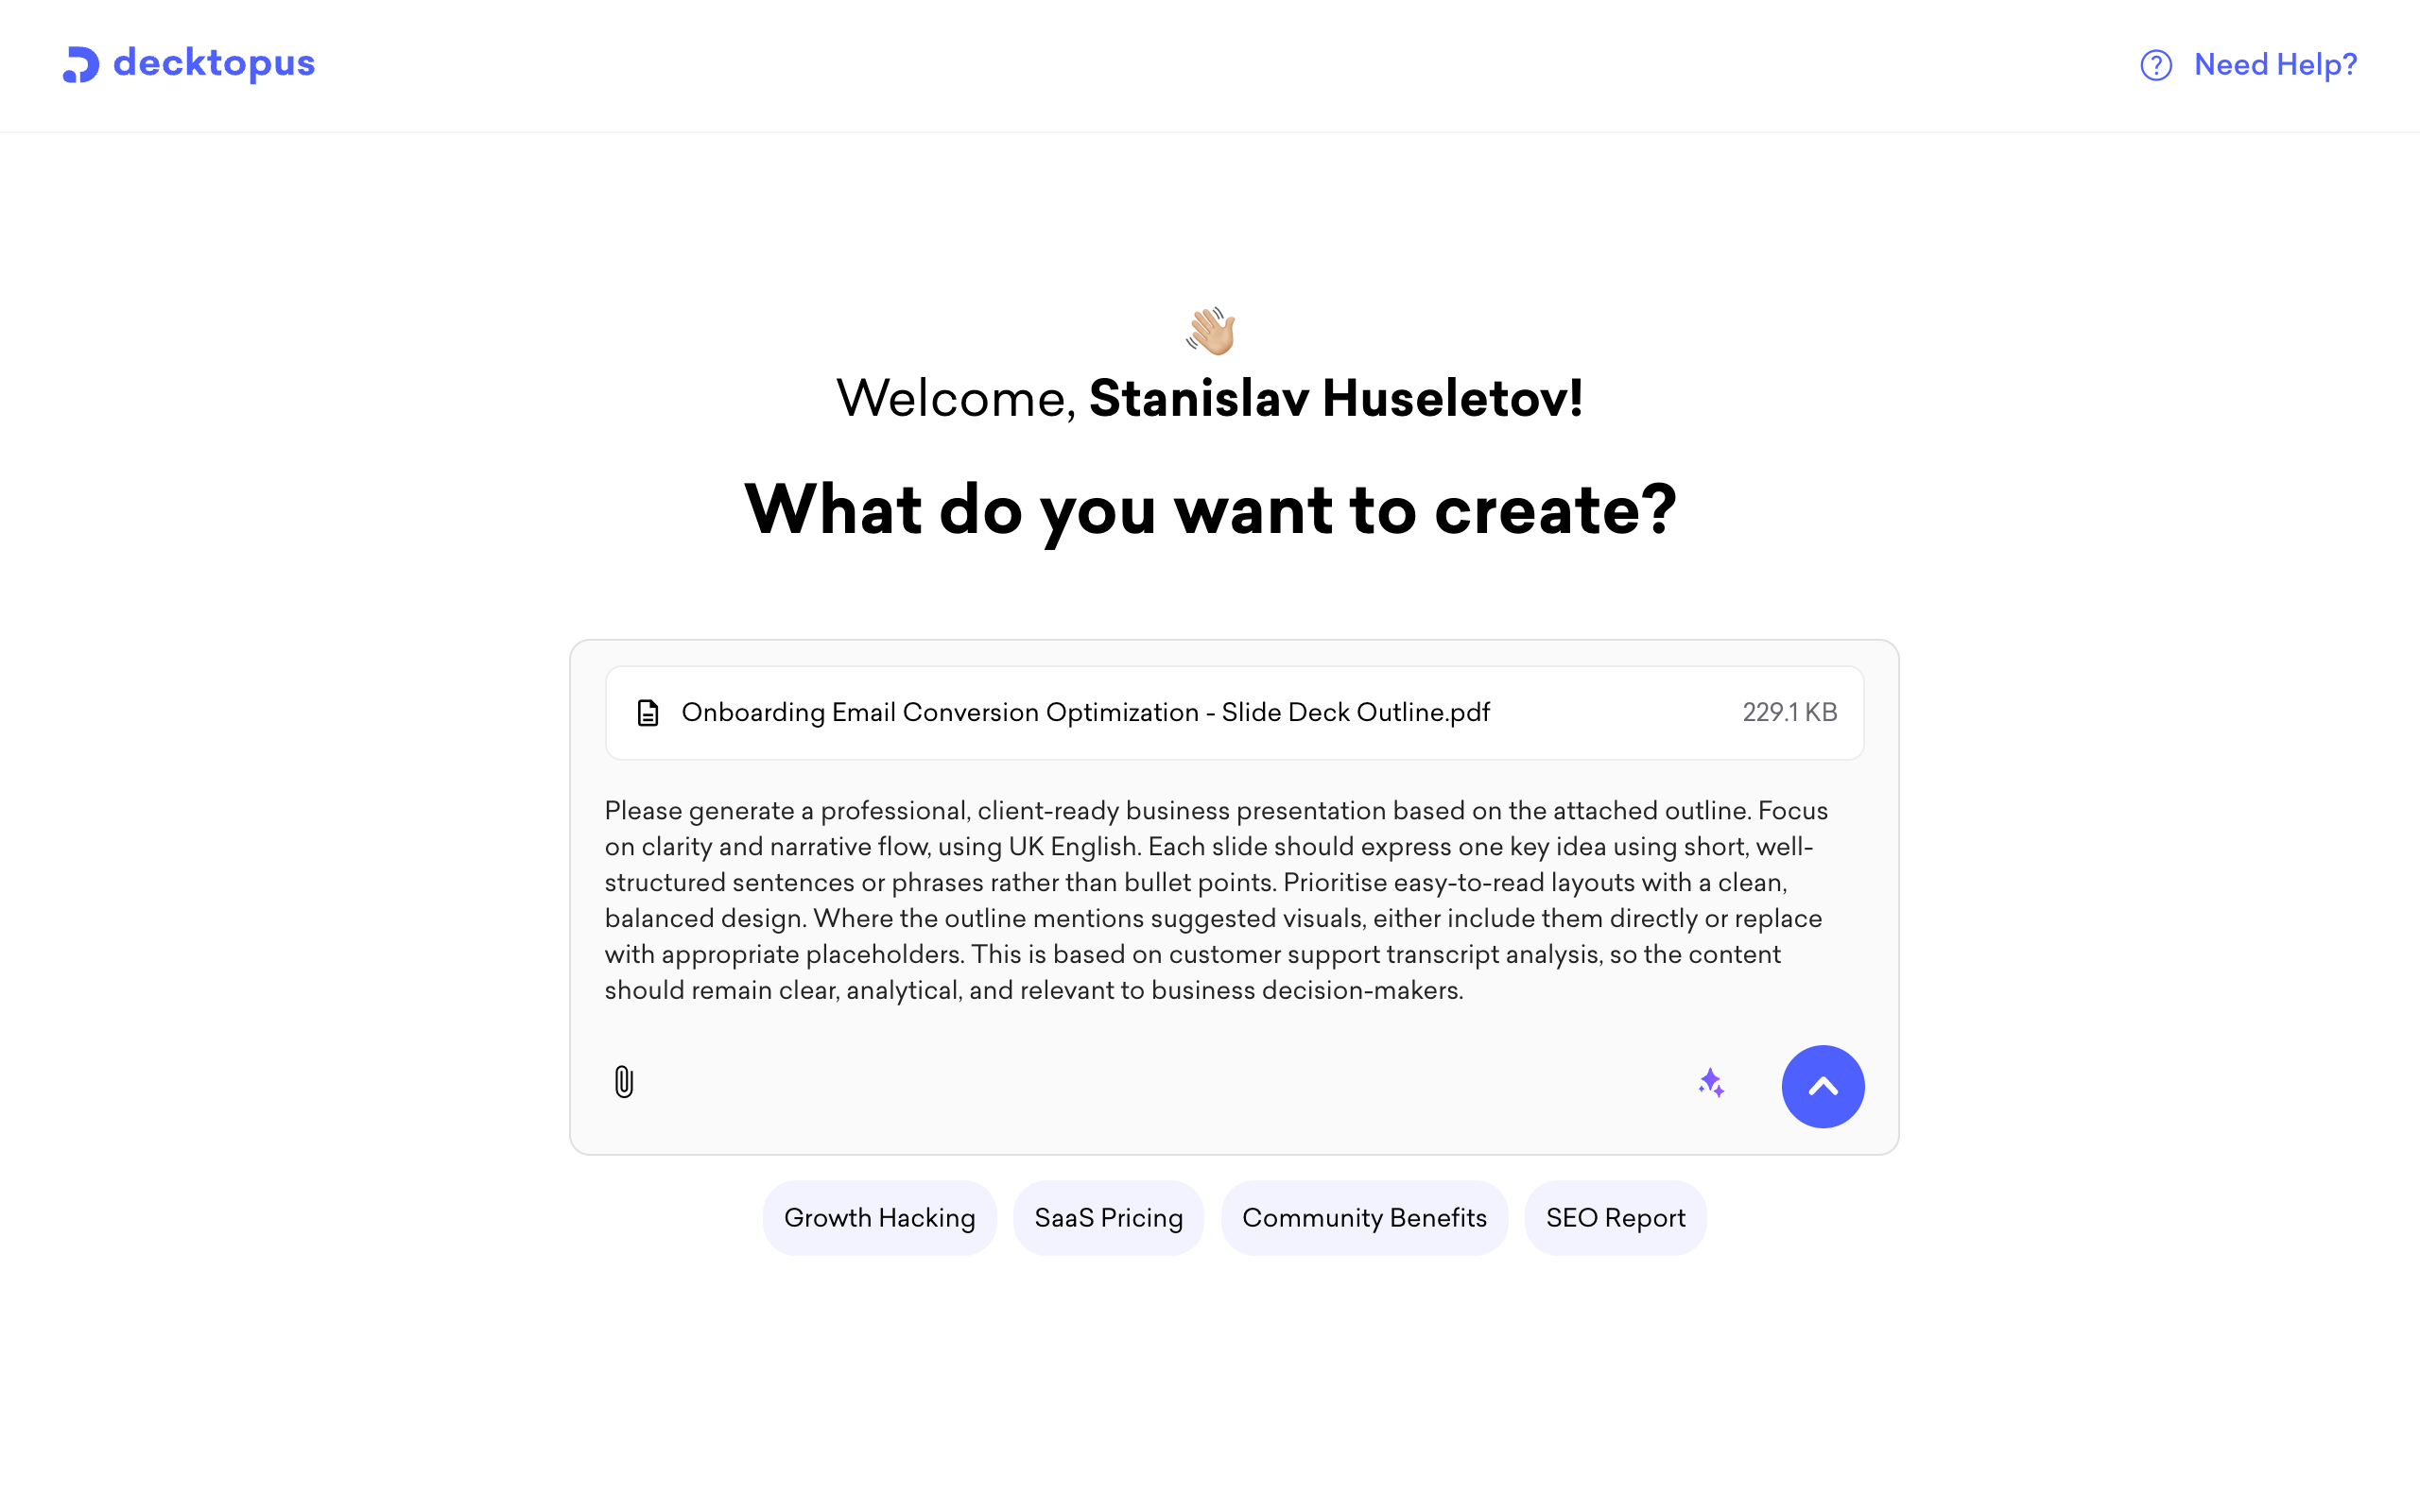 decktopus
Need Help?
Welcome, Stanislav Huseletov!
What do you want to create?
Onboarding Email Conversion Optimization - Slide Deck Outline.pdf
229.1 KB
Please generate a professional, client-ready business presentation based on the attached outline. Focus
on clarity and narrative flow, using UK English. Each slide should express one key idea using short, well-
structured sentences or phrases rather than bullet points. Prioritise easy-to-read layouts with a clean,
balanced design. Where the outline mentions suggested visuals, either include them directly or replace
with appropriate placeholders. This is based on customer support transcript analysis, so the content
should remain clear, analytical, and relevant to business decision-makers.
Growth Hacking
SaaS Pricing
Community Benefits
SEO Report